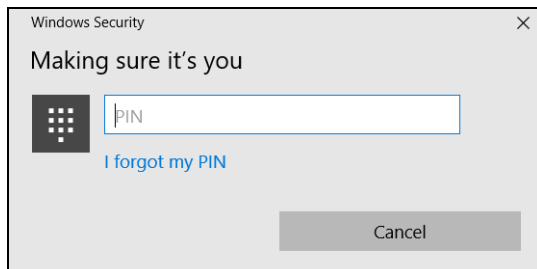 Windows Security
Making sure it’s you
PIN
I forgot my PIN
Cancel